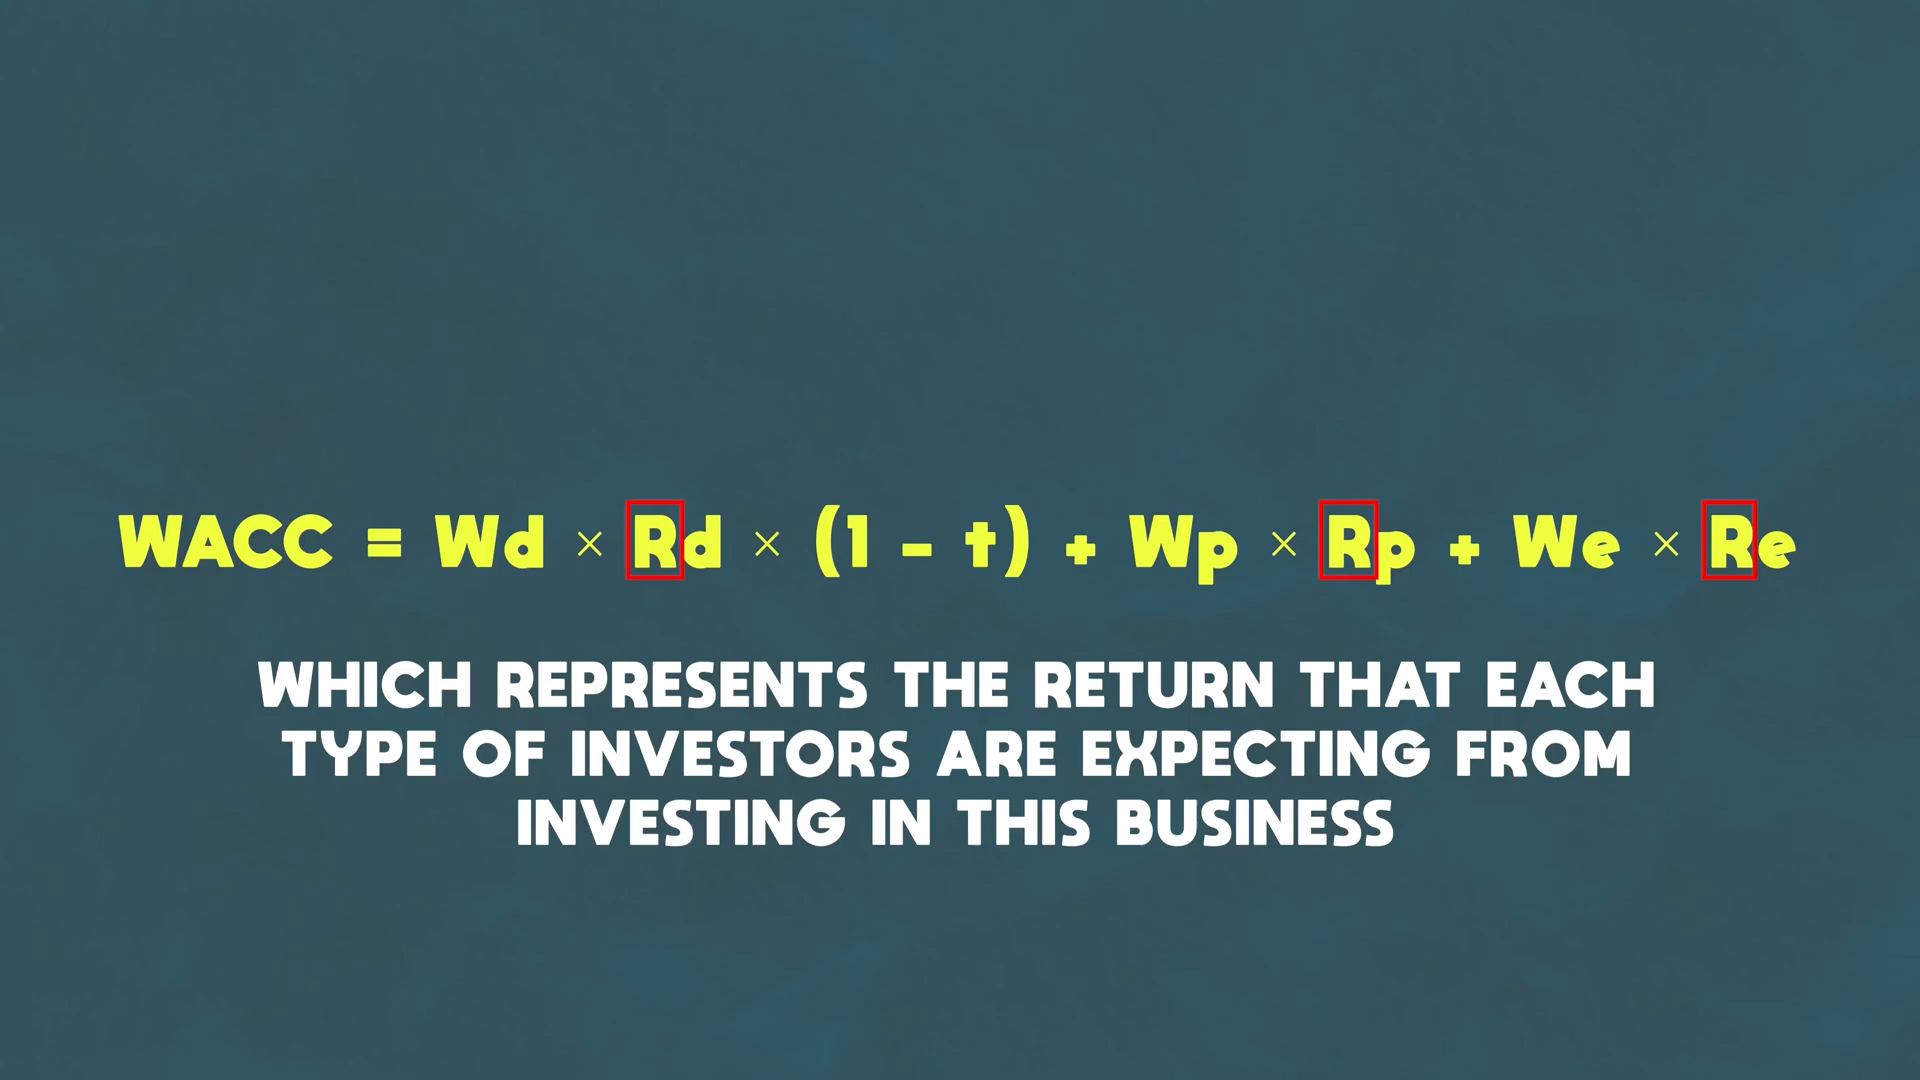 WACC = Wd × Rd × (1 - t) + Wp × Rp + We × Re
WHICH REPRESENTS THE RETURN THAT EACH
TYPE OF INVESTORS ARE EXPECTING FROM
INVESTING IN THIS BUSINESS